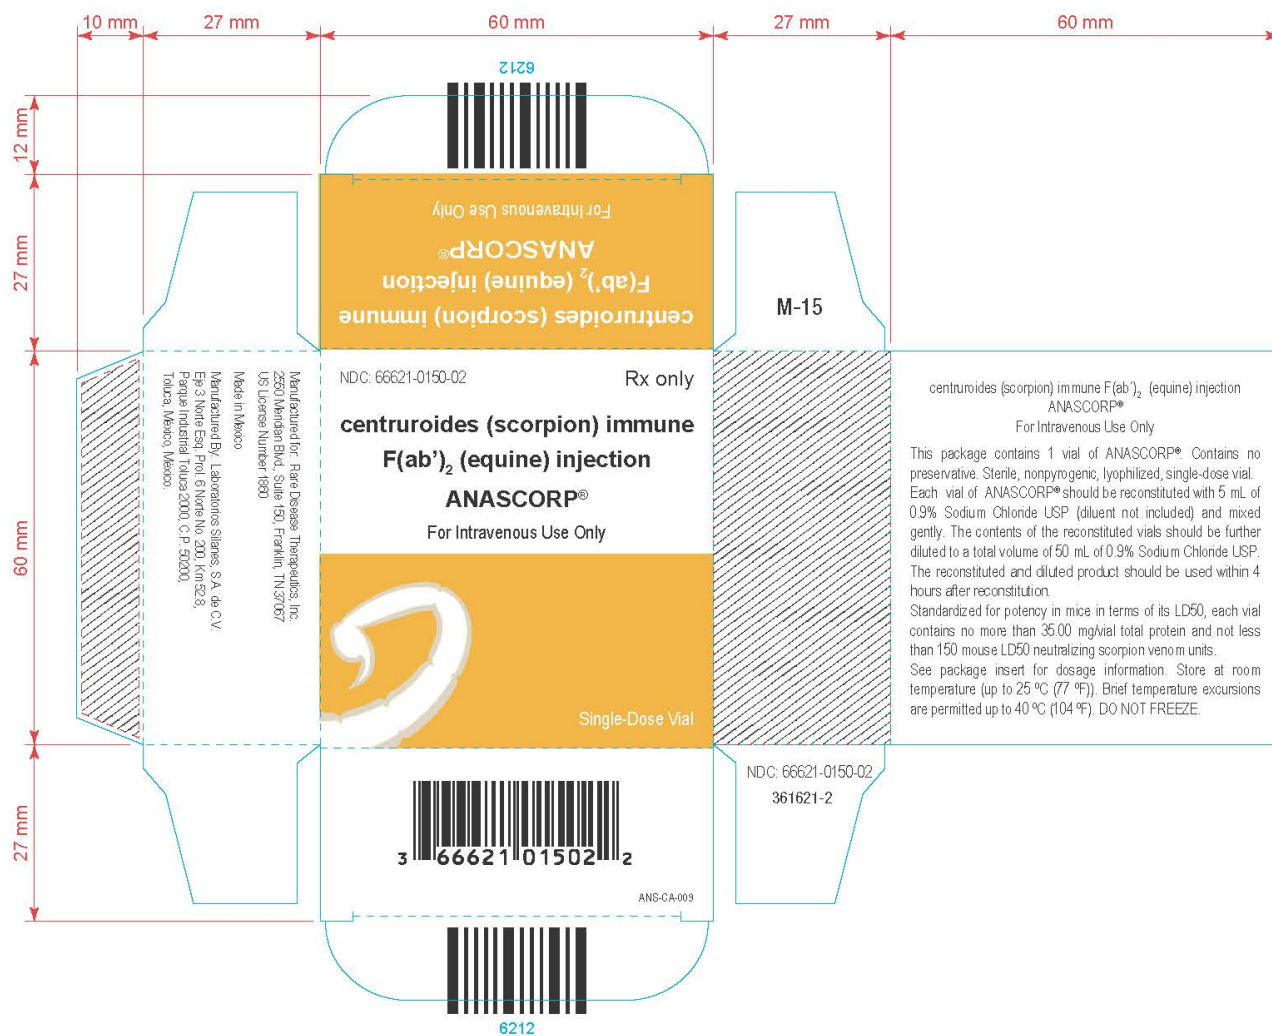 10 mm
27 mm
60 mm
27 mm
60 mm
12 mm
27 mm
60 mm
27 mm
6212
For Intravenous Use Only
ANASCORP®
F(ab')₂ (equine) injection
centruroides (scorpion) immune
M-15
Manufactured for: Rare Disease Therapeutics, Inc.
2550 Meridian Blvd., Suite 150, Franklin, TN 37067
US License Number 1860
Made in Mexico
Manufactured By: Laboratorios Silanes, S.A. de C.V.
Eje 3 Norte Esq. Prol. 6 Norte No. 200, Km 52.8,
Parque Industrial Toluca 2000, C.P. 50200,
Toluca, México, México.
NDC: 66621-0150-02
Rx only
centruroides (scorpion) immune
F(ab')₂ (equine) injection
ANASCORP®
For Intravenous Use Only
Single-Dose Vial
centruroides (scorpion) immune F(ab´)₂ (equine) injection
ANASCORP®
For Intravenous Use Only
This package contains 1 vial of ANASCORP®. Contains no
preservative. Sterile, nonpyrogenic, lyophilized, single-dose vial.
Each vial of ANASCORP® should be reconstituted with 5 mL of
0.9% Sodium Chloride USP (diluent not included) and mixed
gently. The contents of the reconstituted vials should be further
diluted to a total volume of 50 mL of 0.9% Sodium Chloride USP.
The reconstituted and diluted product should be used within 4
hours after reconstitution.
Standardized for potency in mice in terms of its LD50, each vial
contains no more than 35.00 mg/vial total protein and not less
than 150 mouse LD50 neutralizing scorpion venom units.
See package insert for dosage information. Store at room
temperature (up to 25 ºC (77 ºF)). Brief temperature excursions
are permitted up to 40 ºC (104 ºF). DO NOT FREEZE.
NDC: 66621-0150-02
361621-2
3 66621 01502 2
ANS-CA-009
6212